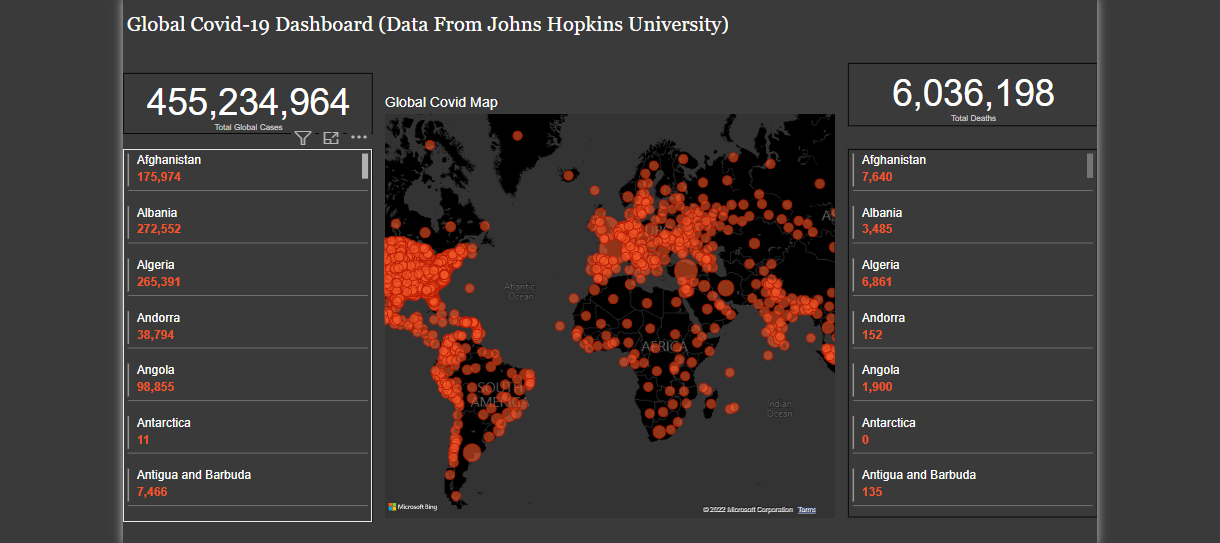 Global Covid-19 Dashboard (Data From Johns Hopkins University)
455,234,964
Total Global Cases
Afghanistan
175,974
Albania
272,552
Algeria
265,391
Andorra
38,794
Angola
98,855
Antarctica
11
Antigua and Barbuda
7,466
Global Covid Map
Atlantic
Ocean
AFRICA
SOUTH
AMERICA
Indian
Ocean
Microsoft Bing
© 2022 Microsoft Corporation Terms
6,036,198
Total Deaths
Afghanistan
7,640
Albania
3,485
Algeria
6,861
Andorra
152
Angola
1,900
Antarctica
0
Antigua and Barbuda
135